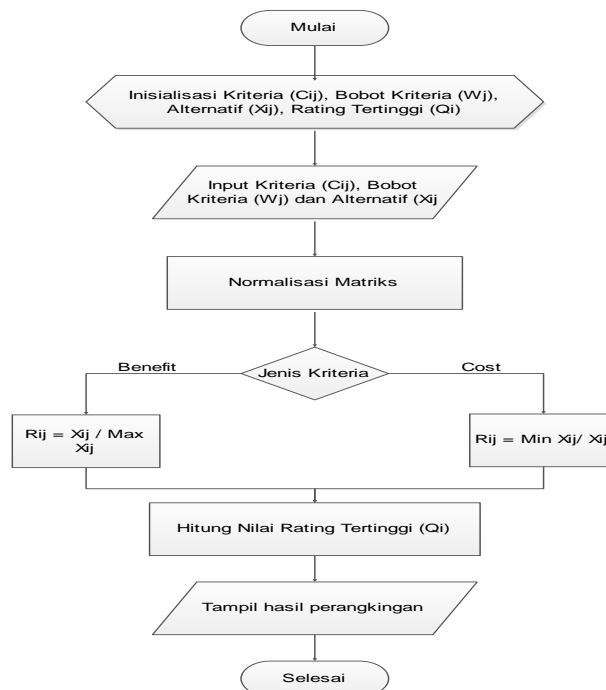 Mulai
Inisialisasi Kriteria (Cij), Bobot Kriteria (Wj),
Alternatif (Xij), Rating Tertinggi (Qi)
Input Kriteria (Cij), Bobot
Kriteria (Wj) dan Alternatif (Xij
Normalisasi Matriks
Benefit
Jenis Kriteria
Cost
Rij = Xij / Max
Xij
Rij = Min Xij/ Xij
Hitung Nilai Rating Tertinggi (Qi)
Tampil hasil perangkingan
Selesai